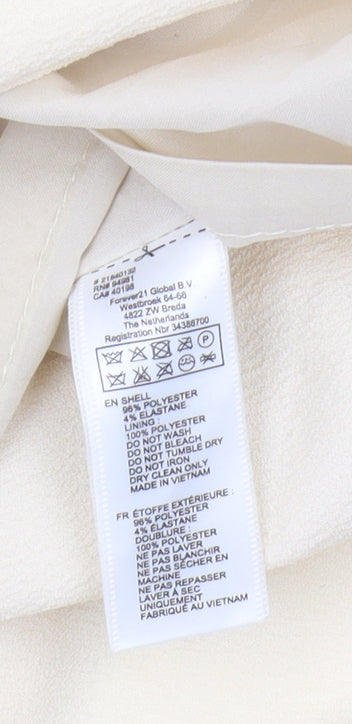 # 21640132
RN# 94981
CA# 40198
Forever21 Global B.V.
Westbroek 64-66
4822 ZW Breda
The Netherlands
Registration Nbr 34388700
P
EN SHELL
96% POLYESTER
4% ELASTANE
LINING :
100% POLYESTER
DO NOT WASH
DO NOT BLEACH
DO NOT TUMBLE DRY
DO NOT IRON
DRY CLEAN ONLY
MADE IN VIETNAM
FR ÉTOFFE EXTÉRIEURE :
96% POLYESTER
4% ÉLASTANE
DOUBLURE :
100% POLYESTER
NE PAS LAVER
NE PAS BLANCHIR
NE PAS SÉCHER EN
MACHINE
NE PAS REPASSER
LAVER À SEC
UNIQUEMENT
FABRIQUÉ AU VIETNAM